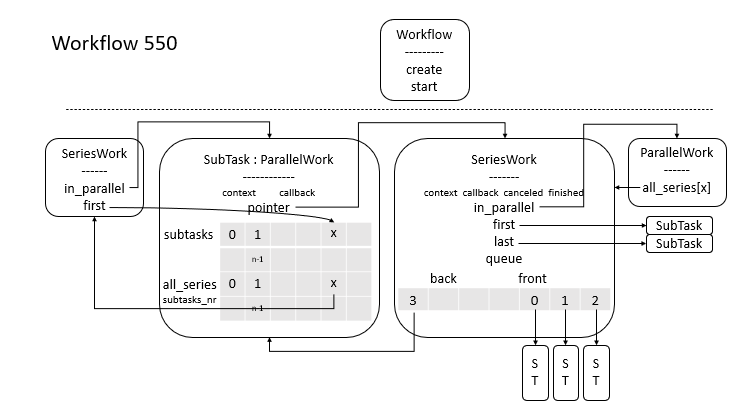 Workflow 550
Workflow
---------
create
start
SeriesWork
------
in_parallel
first
SubTask : ParallelWork
------------
context callback
pointer
subtasks 0 1 x
n-1
all_series 0 1 x
subtasks_nr
n-1
SeriesWork
-------
context callback canceled finished
in_parallel
first
last
queue
back front
3 0 1 2
ParallelWork
------
all_series[x]
SubTask
SubTask
S S S
T T T